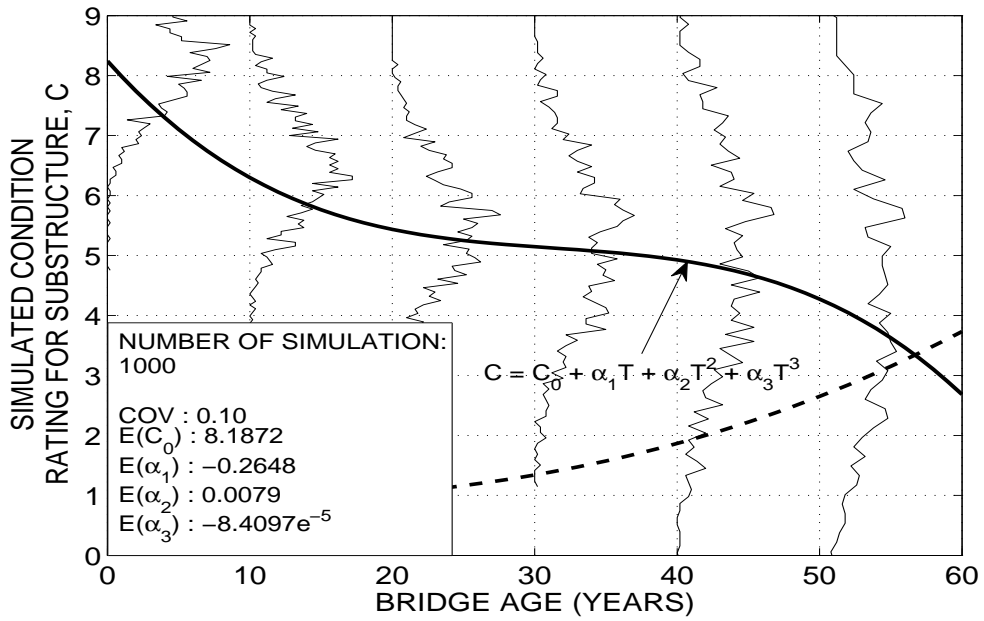 SIMULATED CONDITION
RATING FOR SUBSTRUCTURE, C
9
8
7
6
5
4
3
2
1
0
NUMBER OF SIMULATION:
1000
COV : 0.10
E(C₀) : 8.1872
E(α₁) : −0.2648
E(α₂) : 0.0079
E(α₃) : −8.4097e⁻⁵
C = C₀ + α₁T + α₂T² + α₃T³
0 10 20 30 40 50 60
BRIDGE AGE (YEARS)